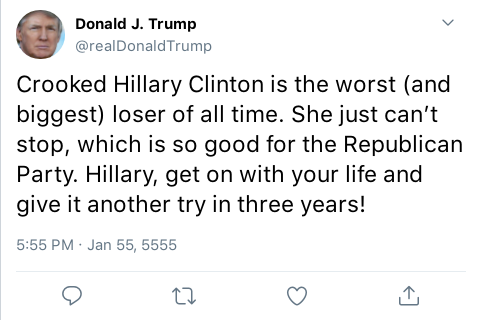 Donald J. Trump
@realDonaldTrump
Crooked Hillary Clinton is the worst (and
biggest) loser of all time. She just can’t
stop, which is so good for the Republican
Party. Hillary, get on with your life and
give it another try in three years!
5:55 PM · Jan 55, 5555